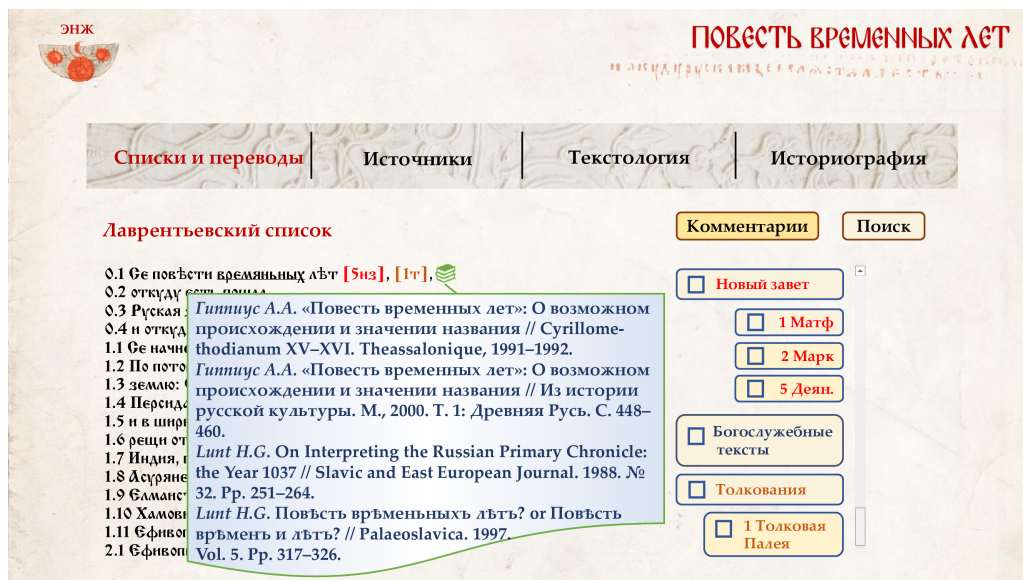 ЭНЖ
ПОВЕСТЬ ВРЕМЕННЫХ ЛЕТ
Списки и переводы
Источники
Текстология
Историография
Лаврентьевский список
Комментарии
Поиск
0.1 Се повѣсти времяньных лѣт [5нз], [1т],
0.2 откуду есть пошла
0.3 Руская
0.4 и откуд
1.1 Се начне
1.2 По пото
1.3 землю:
1.4 Персида
1.5 и в шири
1.6 рещи от
1.7 Индия,
1.8 Асуряне
1.9 Елмаис
1.10 Хамови
1.11 Ефивоп
2.1 Ефивопи
Гиппиус А.А. «Повесть временных лет»: О возможном
происхождении и значении названия // Cyrillome-
thodianum XV–XVI. Theassalonique, 1991–1992.
Гиппиус А.А. «Повесть временных лет»: О возможном
происхождении и значении названия // Из истории
русской культуры. М., 2000. Т. 1: Древняя Русь. С. 448–
460.
Lunt H.G. On Interpreting the Russian Primary Chronicle:
the Year 1037 // Slavic and East European Journal. 1988. №
32. Pp. 251–264.
Lunt H.G. Повѣсть врѣменьныхъ лѣтъ? or Повѣсть
врѣменъ и лѣтъ? // Palaeoslavica. 1997.
Vol. 5. Pp. 317–326.
Новый завет
1 Матф
2 Марк
5 Деян.
Богослужебные
тексты
Толкования
1 Толковая
Палея